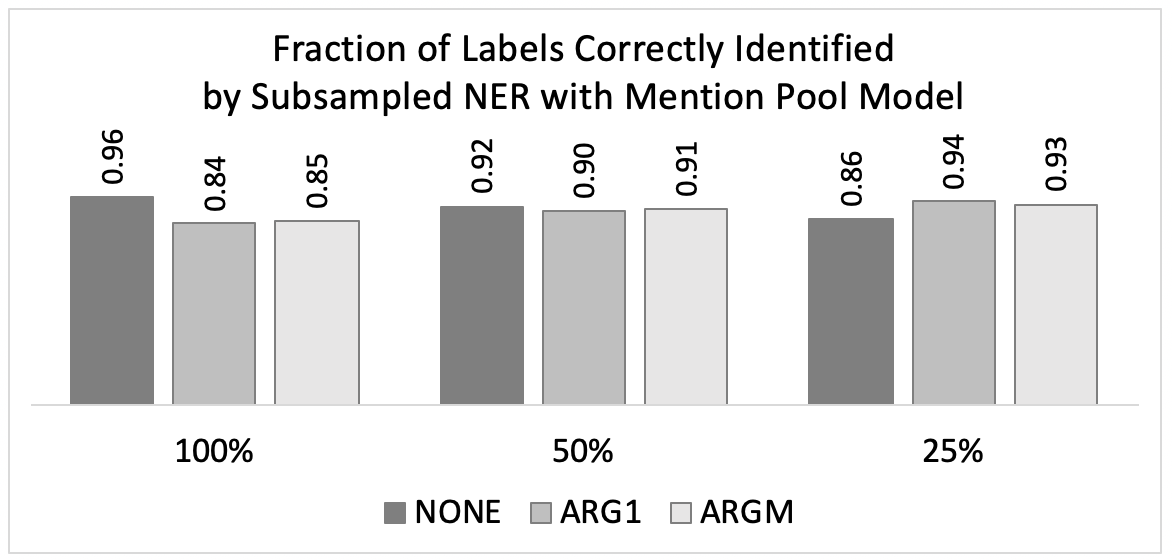 Fraction of Labels Correctly Identified
by Subsampled NER with Mention Pool Model
0.96 0.84 0.85 0.92 0.90 0.91 0.86 0.94 0.93
100% 50% 25%
NONE ARG1 ARGM